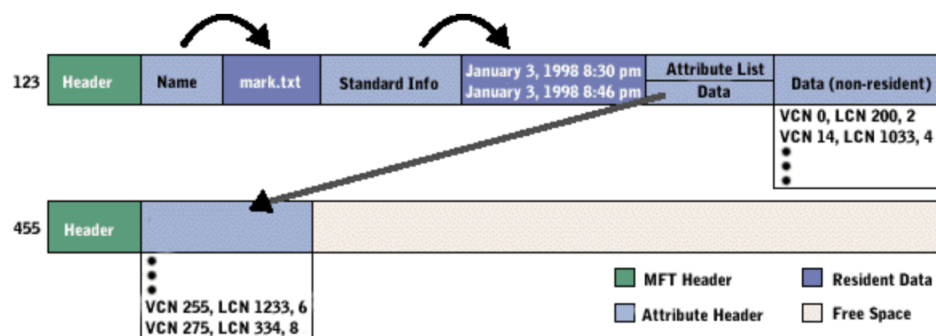 123
Header
Name
mark.txt
Standard Info
January 3, 1998 8:30 pm
January 3, 1998 8:46 pm
Attribute List
Data
Data (non-resident)
VCN 0, LCN 200, 2
VCN 14, LCN 1033, 4
455
Header
VCN 255, LCN 1233, 6
VCN 275, LCN 334, 8
MFT Header
Resident Data
Attribute Header
Free Space